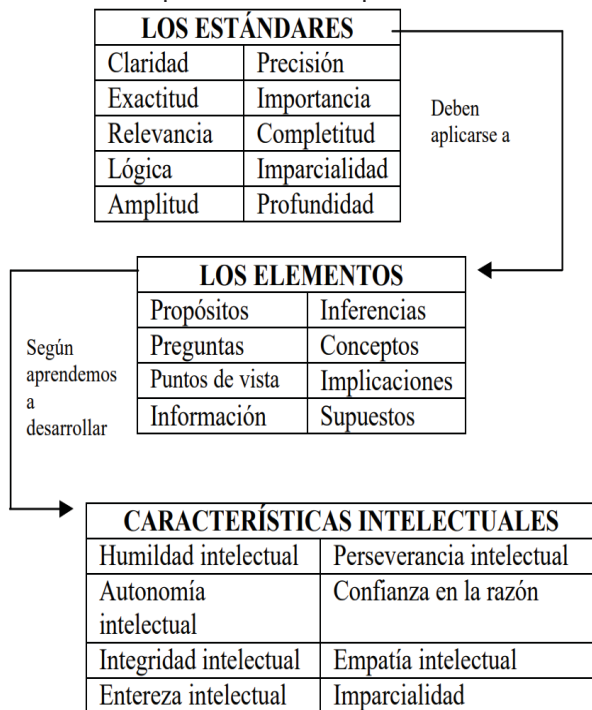 LOS ESTÁNDARES
Claridad Precisión
Exactitud Importancia
Relevancia Completitud
Lógica Imparcialidad
Amplitud Profundidad
Deben
aplicarse a
LOS ELEMENTOS
Propósitos Inferencias
Preguntas Conceptos
Puntos de vista Implicaciones
Información Supuestos
Según
aprendemos
a
desarrollar
CARACTERÍSTICAS INTELECTUALES
Humildad intelectual Perseverancia intelectual
Autonomía Confianza en la razón
intelectual
Integridad intelectual Empatía intelectual
Entereza intelectual Imparcialidad